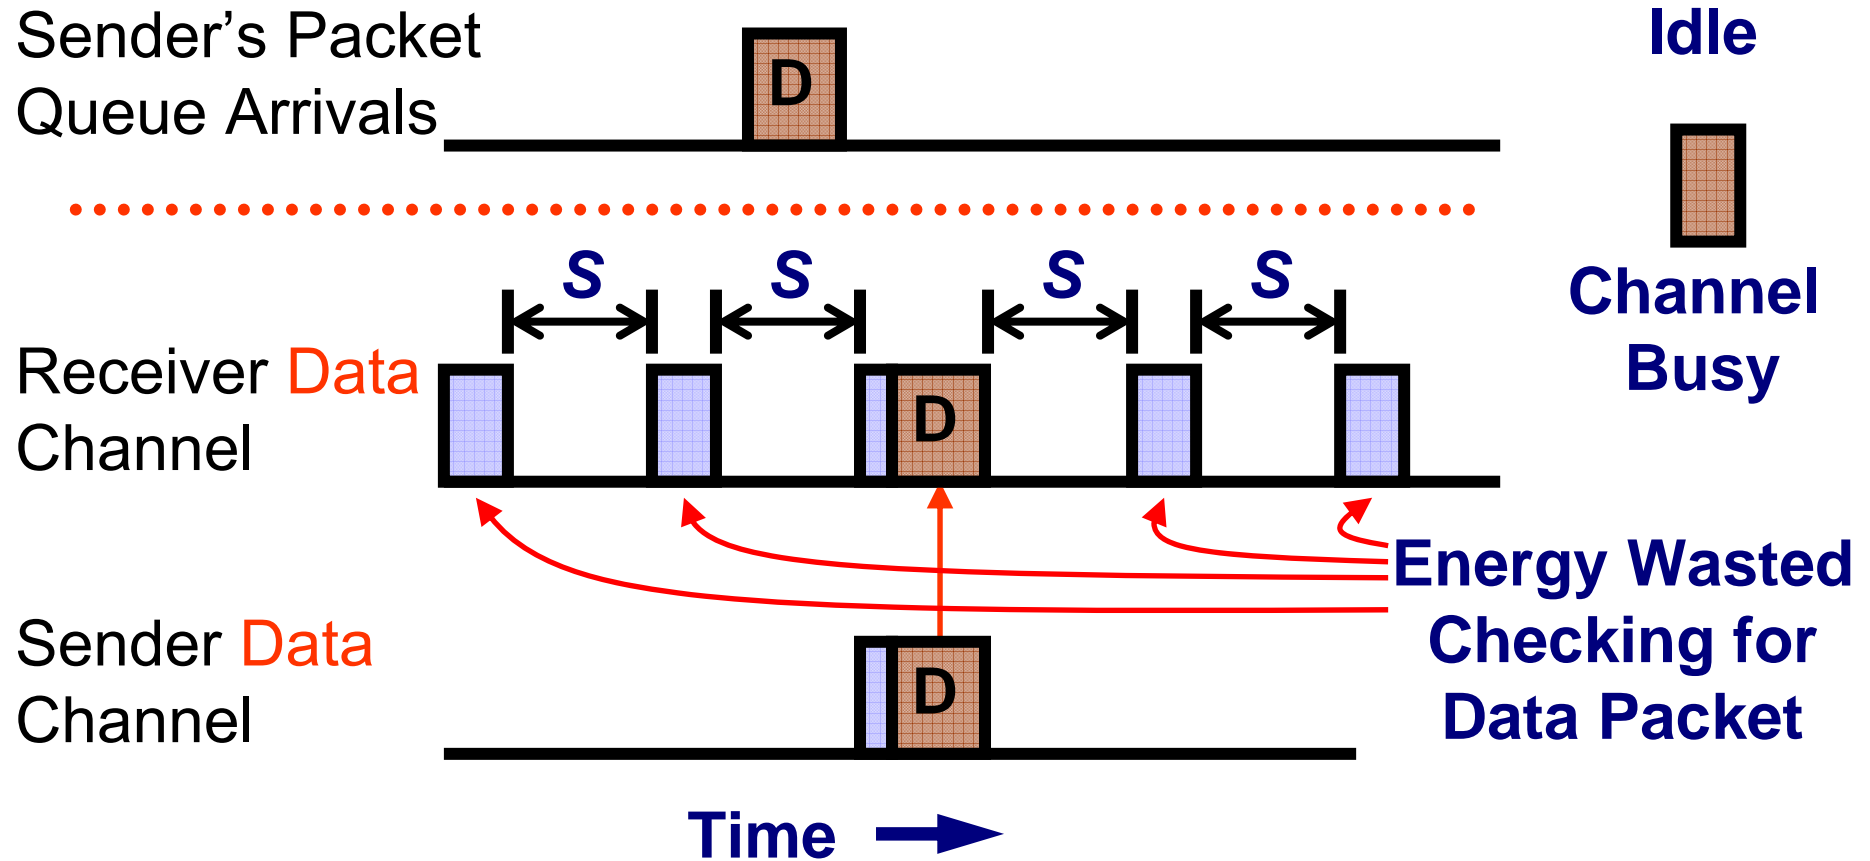 Sender’s Packet
Queue Arrivals
D
Idle
Channel
Busy
S S S S
Receiver Data
Channel
D
Energy Wasted
Checking for
Data Packet
Sender Data
Channel
D
Time